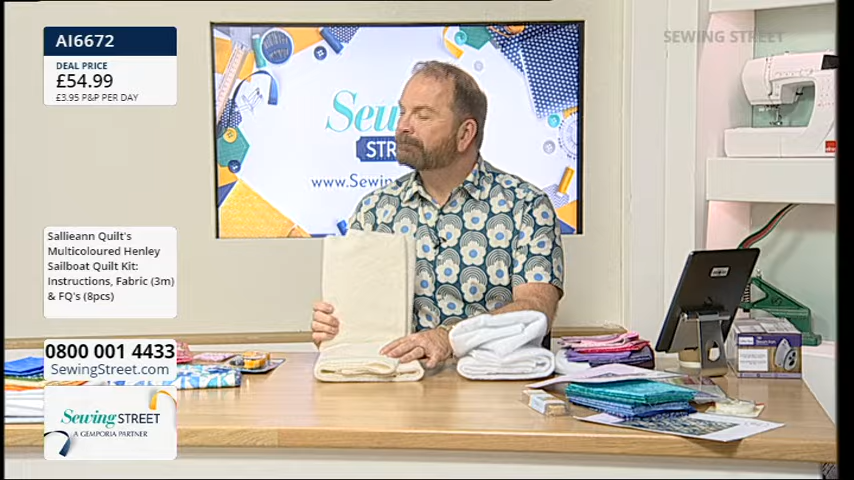 AI6672
DEAL PRICE
£54.99
£3.95 P&P PER DAY
SEWING STREET
Sew
STR
www.Sewin
Sallieann Quilt's
Multicoloured Henley
Sailboat Quilt Kit:
Instructions, Fabric (3m)
& FQ's (8pcs)
0800 001 4433
SewingStreet.com
Sewing STREET
A GEMPORIA PARTNER